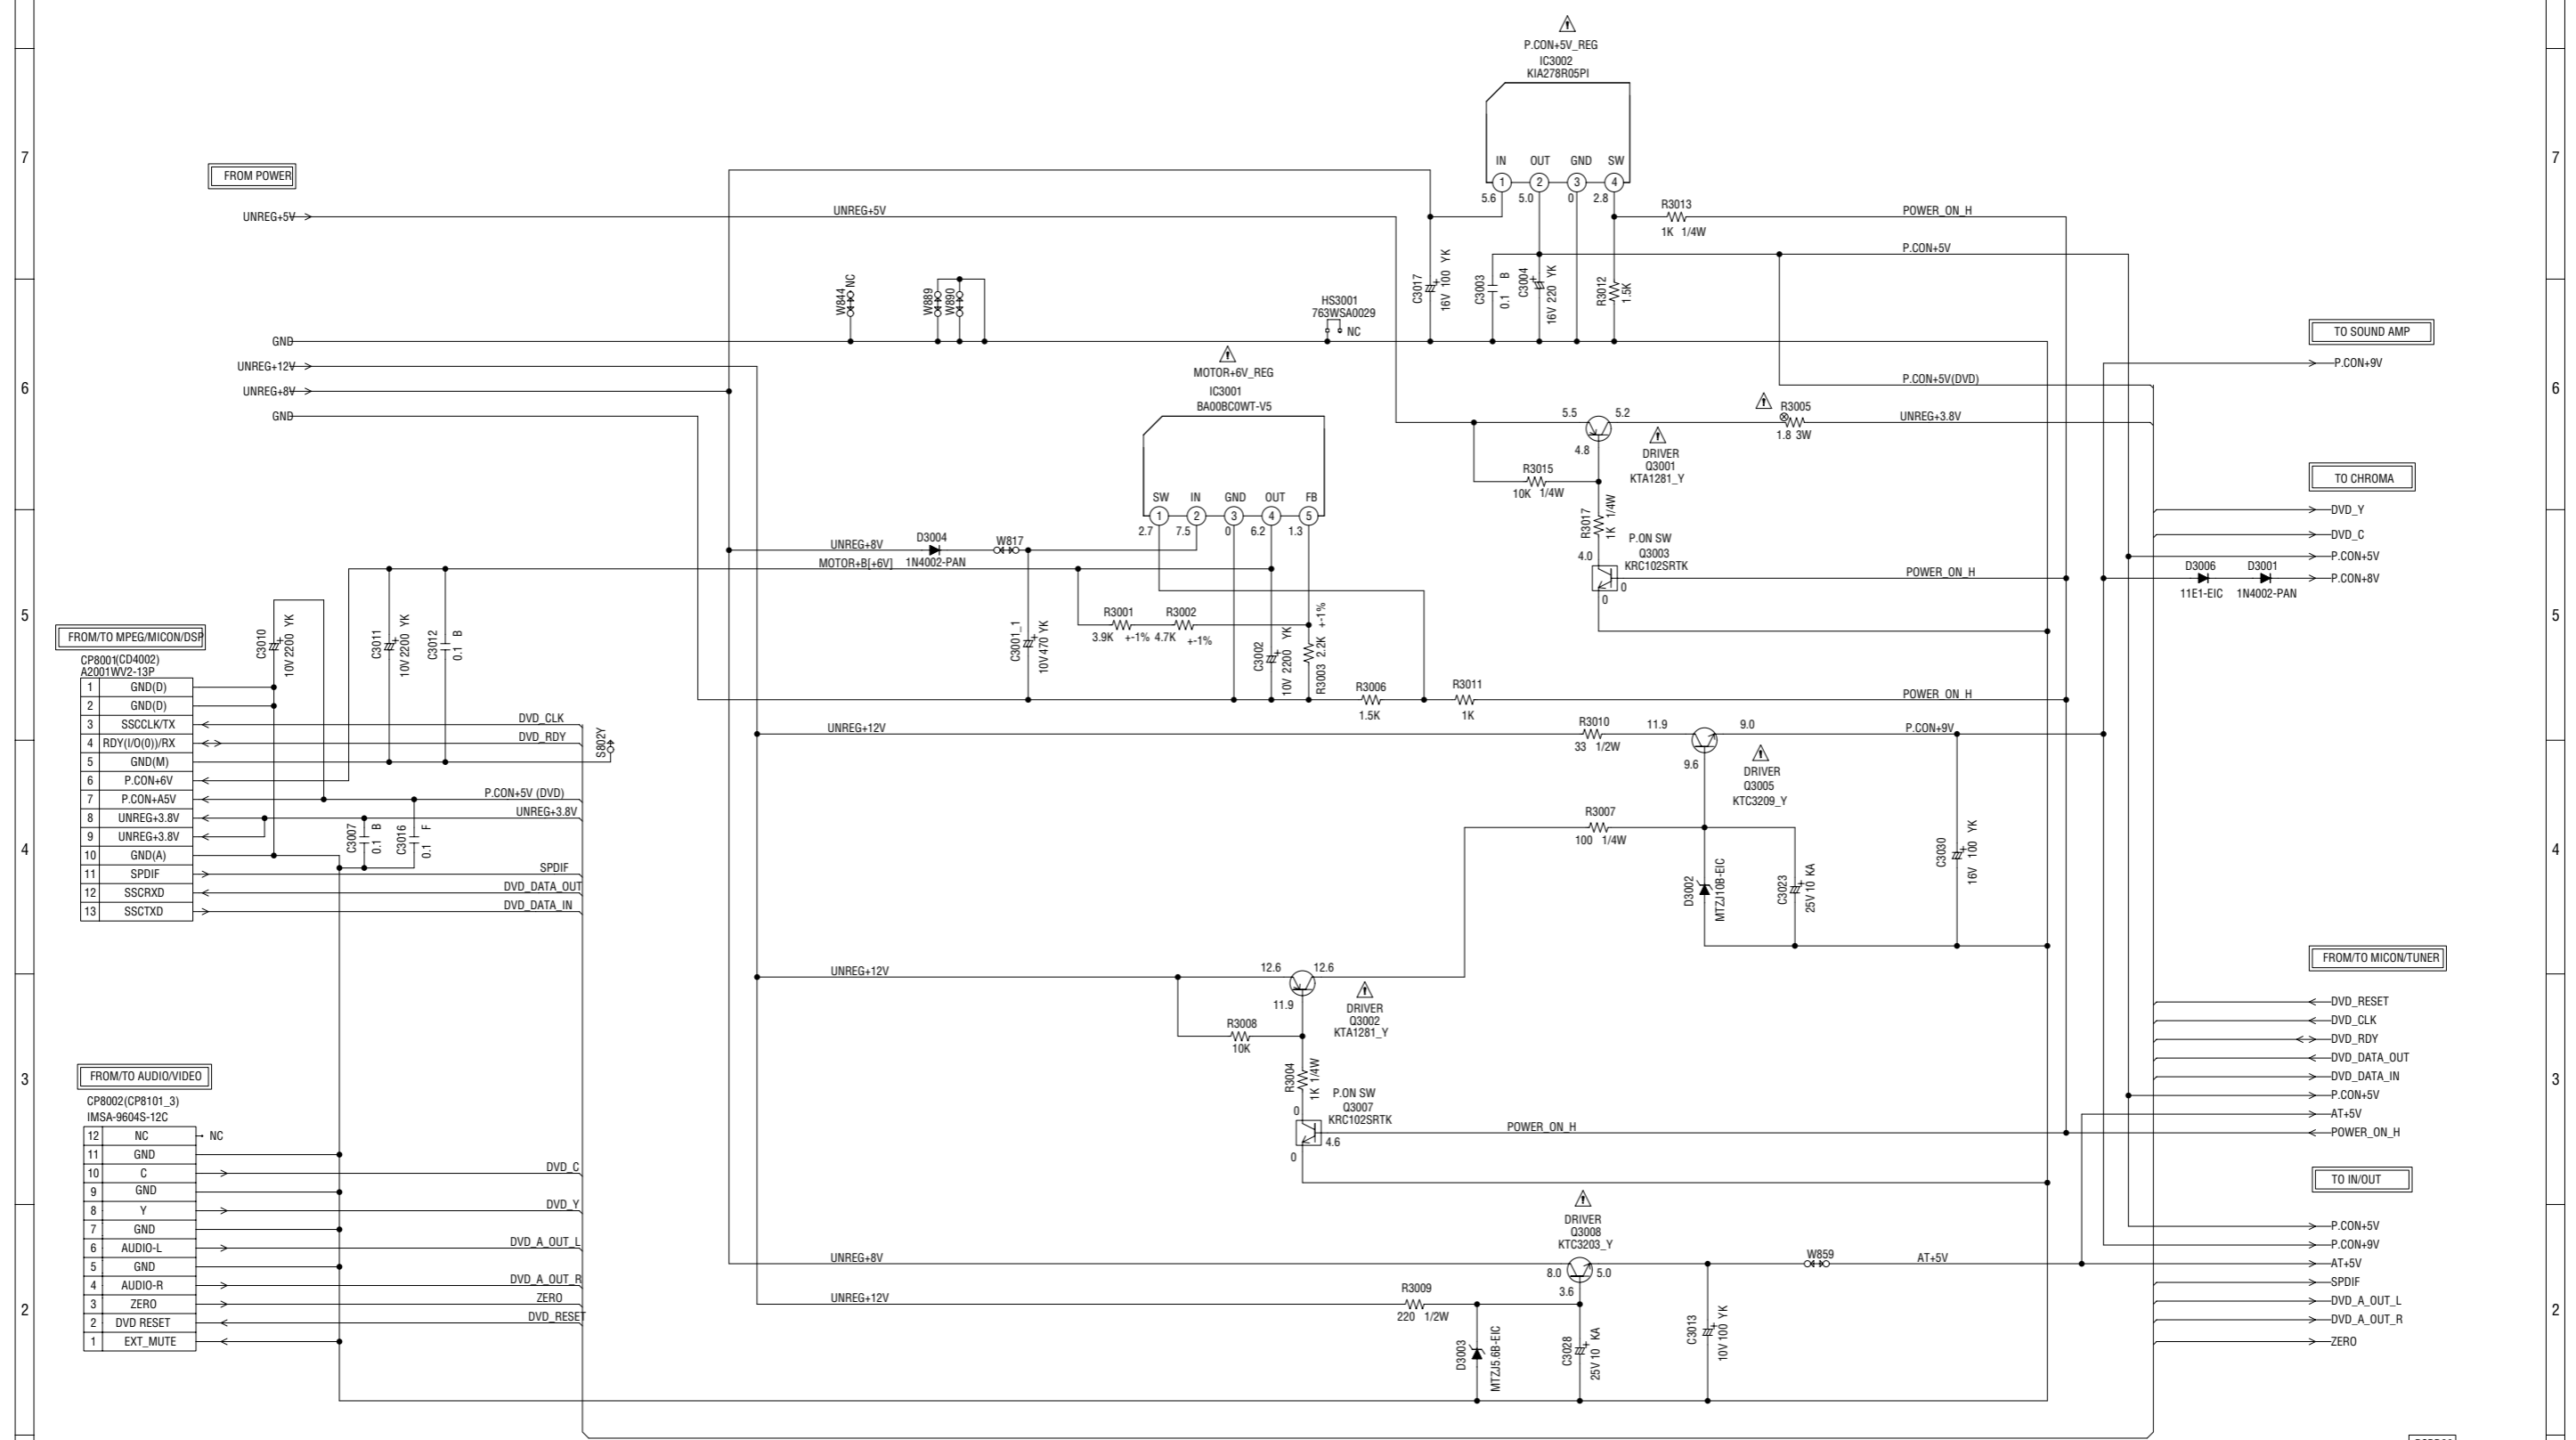 P.CON+5V_REG
IC3002
KIA278R05PI
IN OUT GND SW
1 2 3 4
5.6 5.0 0 2.8
7
7
FROM POWER
UNREG+5V
UNREG+5V
R3013
1K 1/4W
POWER_ON_H
P.CON+5V
W844 NC
W889
W890
HS3001
763WSA0029
NC
C3017
16V 100 YK
C3003
0.1 B
C3004
16V 220 YK
R3012
1.5K
GND
UNREG+12V
UNREG+8V
GND
6
6
TO SOUND AMP
P.CON+9V
MOTOR+6V_REG
IC3001
BA00BC0WT-V5
SW IN GND OUT FB
1 2 3 4 5
2.7 7.5 0 6.2 1.3
P.CON+5V(DVD)
R3005
1.8 3W
UNREG+3.8V
5.5 5.2
4.8
DRIVER
Q3001
KTA1281_Y
R3015
10K 1/4W
R3017
1K 1/4W
P.ON SW
Q3003
KRC102SRTK
4.0
0
0
POWER_ON_H
TO CHROMA
DVD_Y
DVD_C
P.CON+5V
P.CON+8V
D3006
11E1-EIC
D3001
1N4002-PAN
UNREG+8V
D3004
1N4002-PAN
W817
MOTOR+B[+6V]
5
5
R3001
3.9K +-1%
R3002
4.7K +-1%
C3001_1
10V 470 YK
C3002
10V 2200 YK
R3003 2.2K +-1%
R3006
1.5K
R3011
1K
POWER_ON_H
C3010
10V 2200 YK
C3011
10V 2200 YK
C3012
0.1 B
FROM/TO MPEG/MICON/DSP
CP8001(CD4002)
A2001WV2-13P
1 GND(D)
2 GND(D)
3 SSCCLK/TX
4 RDY(I/O(0))/RX
5 GND(M)
6 P.CON+6V
7 P.CON+A5V
8 UNREG+3.8V
9 UNREG+3.8V
10 GND(A)
11 SPDIF
12 SSCRXD
13 SSCTXD
DVD_CLK
DVD_RDY
S802Y
P.CON+5V (DVD)
UNREG+3.8V
C3007
0.1 B
C3016
0.1 F
SPDIF
DVD_DATA_OUT
DVD_DATA_IN
UNREG+12V
R3010
33 1/2W
11.9 9.0
9.6
DRIVER
Q3005
KTC3209_Y
P.CON+9V
R3007
100 1/4W
D3002
MTZJ10B-EIC
C3023
25V 10 KA
C3030
16V 100 YK
4
4
UNREG+12V
12.6 12.6
11.9
DRIVER
Q3002
KTA1281_Y
R3008
10K
R3004
1K 1/4W
P.ON SW
Q3007
KRC102SRTK
0
4.6
0
POWER_ON_H
FROM/TO MICON/TUNER
DVD_RESET
DVD_CLK
DVD_RDY
DVD_DATA_OUT
DVD_DATA_IN
P.CON+5V
AT+5V
POWER_ON_H
3
3
FROM/TO AUDIO/VIDEO
CP8002(CP8101_3)
IMSA-9604S-12C
12 NC NC
11 GND
10 C
9 GND
8 Y
7 GND
6 AUDIO-L
5 GND
4 AUDIO-R
3 ZERO
2 DVD RESET
1 EXT_MUTE
DVD_C
DVD_Y
DVD_A_OUT_L
DVD_A_OUT_R
ZERO
DVD_RESET
DRIVER
Q3008
KTC3203_Y
UNREG+8V
8.0 5.0
3.6
W859
AT+5V
UNREG+12V
R3009
220 1/2W
D3003
MTZJ5.6B-EIC
C3028
25V 10 KA
C3013
10V 100 YK
TO IN/OUT
P.CON+5V
P.CON+9V
AT+5V
SPDIF
DVD_A_OUT_L
DVD_A_OUT_R
ZERO
2
2